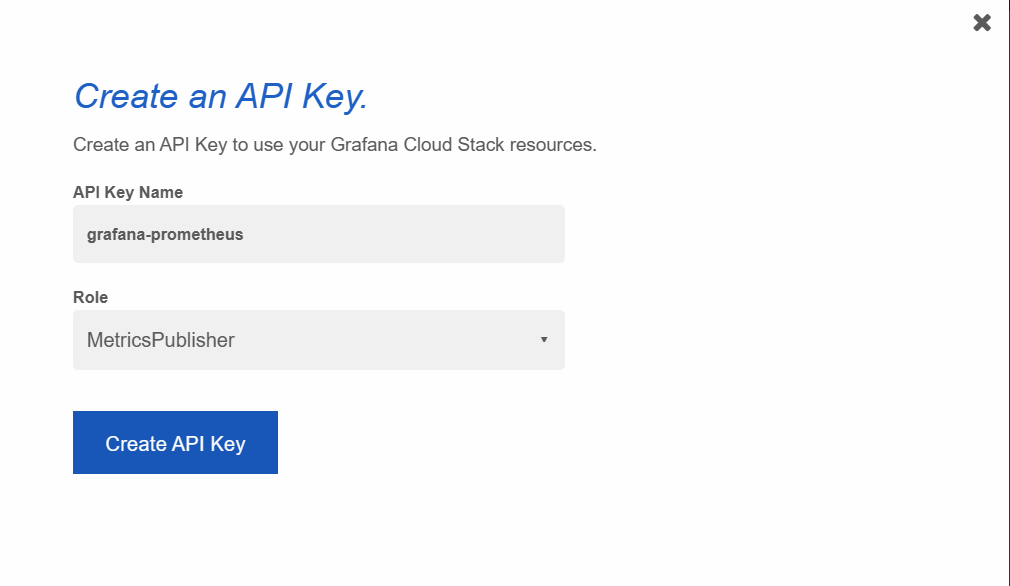 Create an API Key.
Create an API Key to use your Grafana Cloud Stack resources.
API Key Name
grafana-prometheus
Role
MetricsPublisher
Create API Key